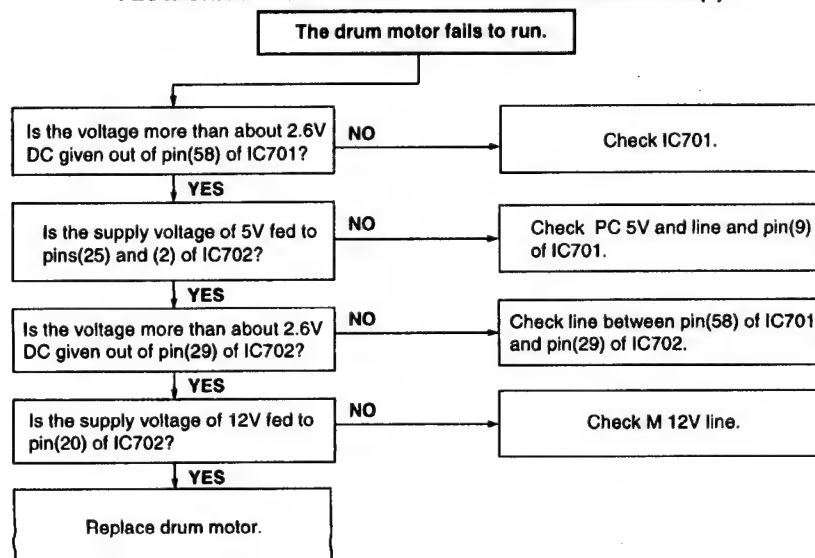 The drum motor fails to run.
Is the voltage more than about 2.6V
DC given out of pin(58) of IC701?
NO
Check IC701.
YES
Is the supply voltage of 5V fed to
pins(25) and (2) of IC702?
NO
Check PC 5V and line and pin(9)
of IC701.
YES
Is the voltage more than about 2.6V
DC given out of pin(29) of IC702?
NO
Check line between pin(58) of IC701
and pin(29) of IC702.
YES
Is the supply voltage of 12V fed to
pin(20) of IC702?
NO
Check M 12V line.
YES
Replace drum motor.